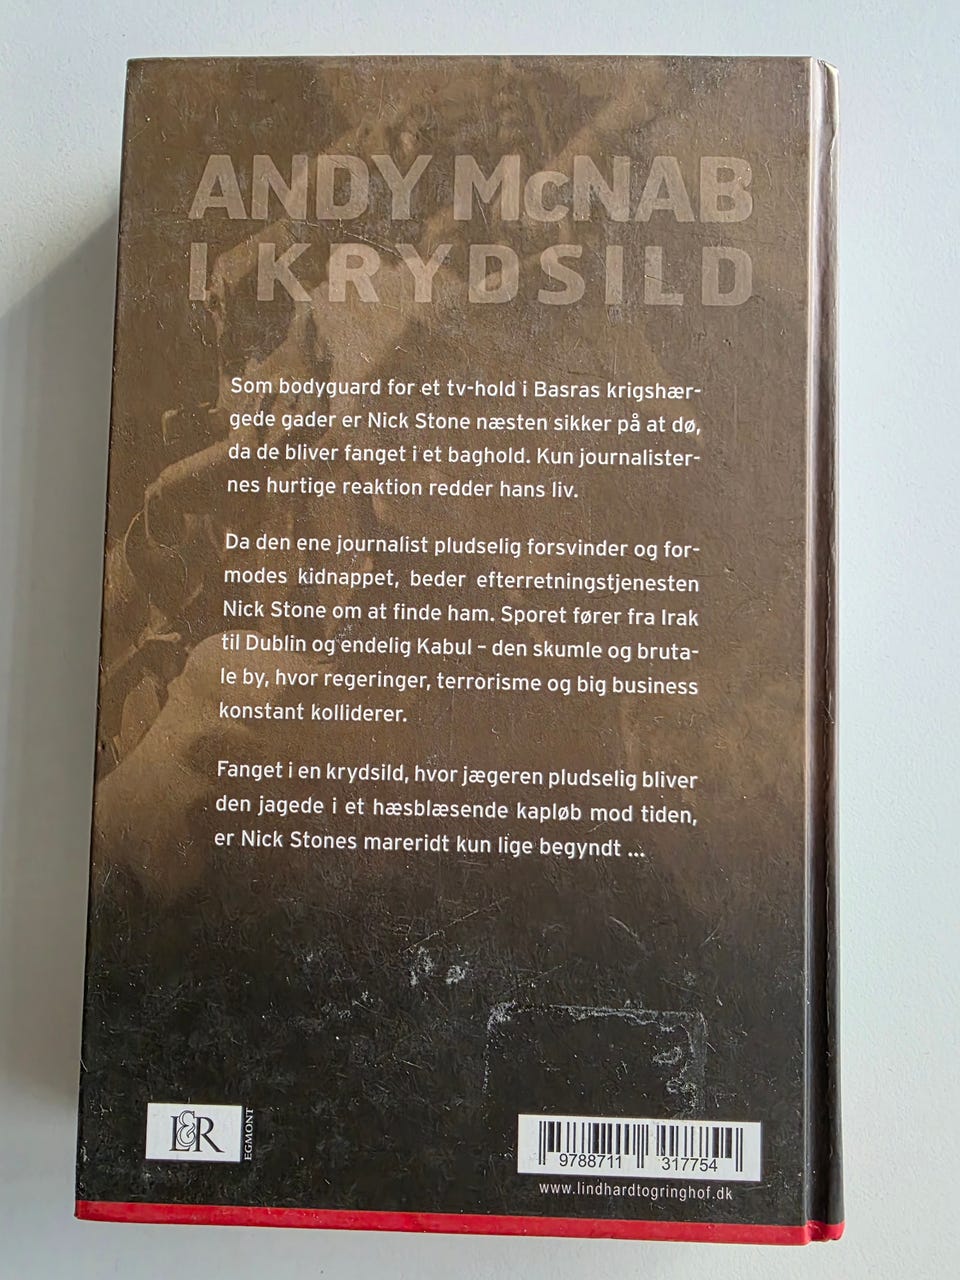 ANDY McNAB
I KRYDSILD
Som bodyguard for et tv-hold i Basras krigshær-
gede gader er Nick Stone næsten sikker på at dø,
da de bliver fanget i et baghold. Kun journalister-
nes hurtige reaktion redder hans liv.
Da den ene journalist pludselig forsvinder og for-
modes kidnappet, beder efterretningstjenesten
Nick Stone om at finde ham. Sporet fører fra Irak
til Dublin og endelig Kabul – den skumle og bruta-
le by, hvor regeringer, terrorisme og big business
konstant kolliderer.
Fanget i en krydsild, hvor jægeren pludselig bliver
den jagede i et hæsblæsende kapløb mod tiden,
er Nick Stones mareridt kun lige begyndt ...
L&R
EGMONT
9788711 317754
www.lindhardtogringhof.dk